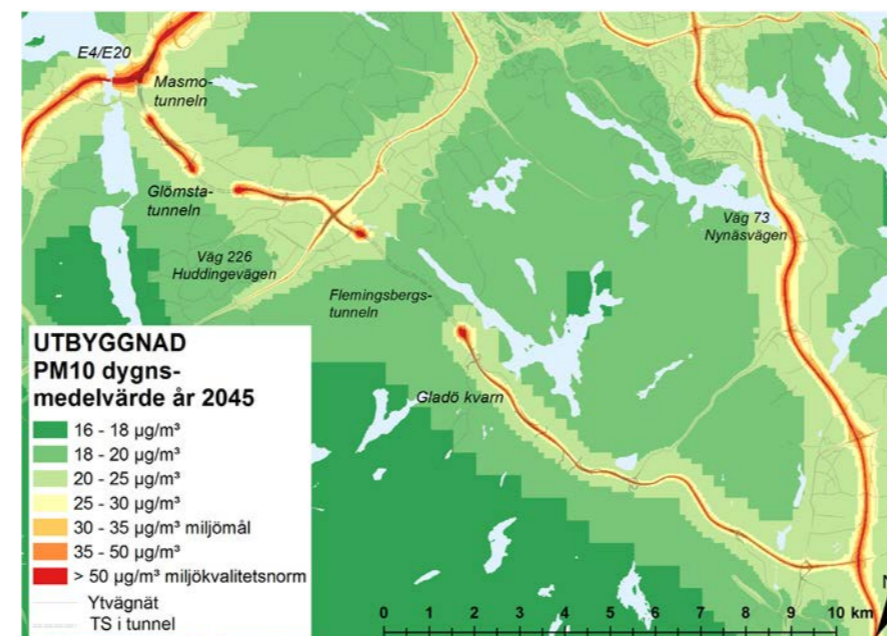 E4/E20
Masmo-
tunneln
Glömsta-
tunneln
Väg 226
Huddingevägen
Flemingsbergs-
tunneln
Gladö kvarn
Väg 73
Nynäsvägen
UTBYGGNAD
PM10 dygns-
medelvärde år 2045
16 - 18 µg/m³
18 - 20 µg/m³
20 - 25 µg/m³
25 - 30 µg/m³
30 - 35 µg/m³ miljömål
35 - 50 µg/m³
> 50 µg/m³ miljökvalitetsnorm
Ytvägnät
TS i tunnel
0 1 2 3 4 5 6 7 8 9 10 km
N